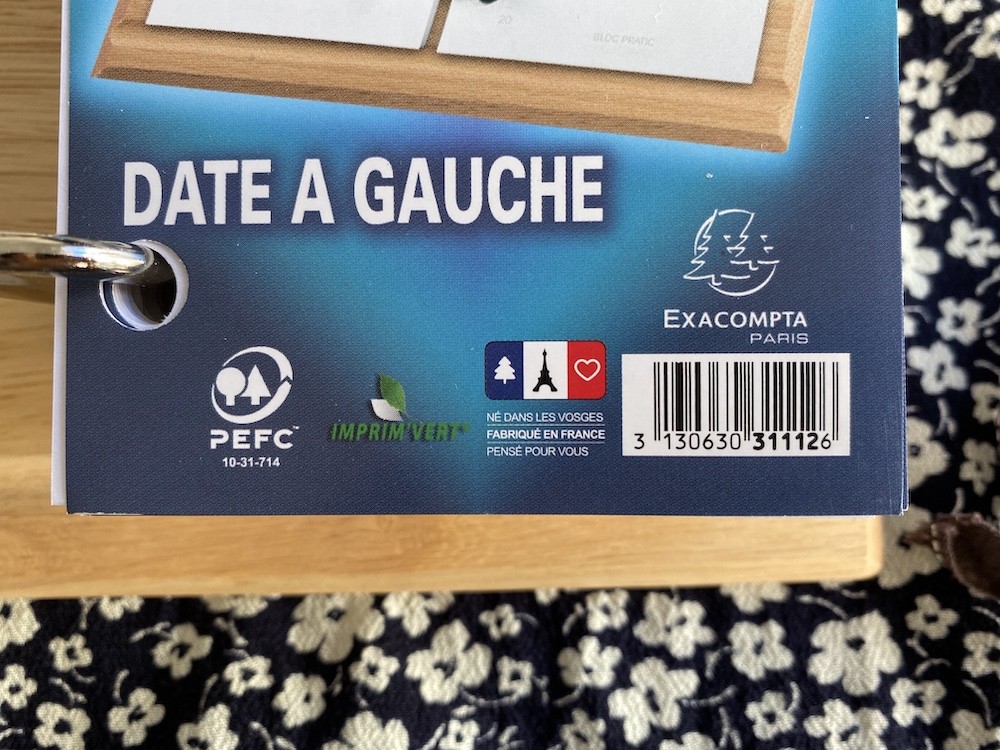 20
BLOC PRATIC
DATE A GAUCHE
EXACOMPTA
PARIS
PEFC™
10-31-714
IMPRIM'VERT®
NÉ DANS LES VOSGES
FABRIQUÉ EN FRANCE
PENSÉ POUR VOUS
3 130630 311126